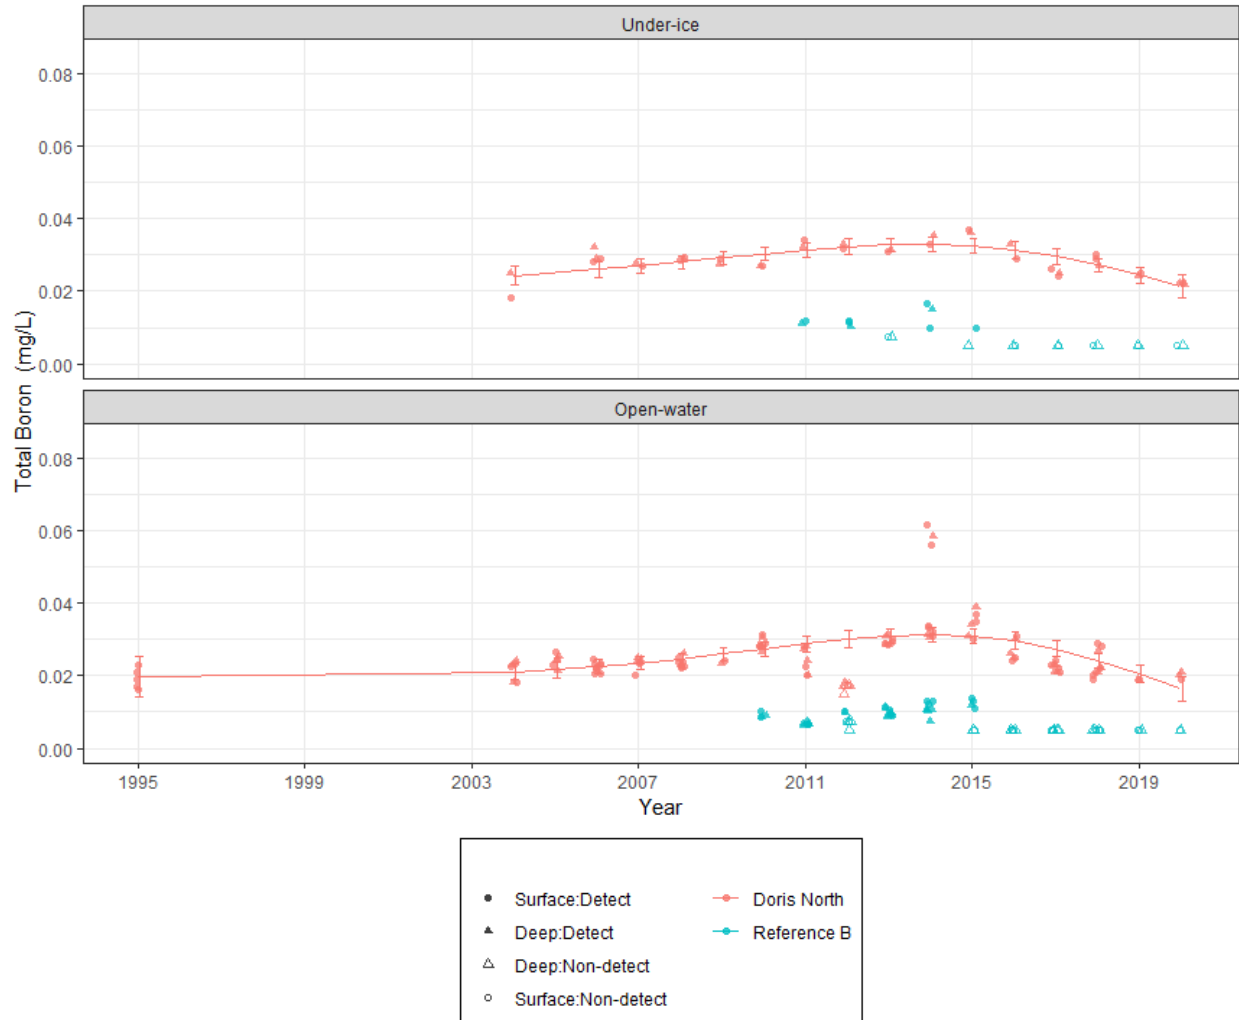 Under-ice
0.08
0.06
0.04
0.02
0.00
Open-water
0.08
0.06
0.04
0.02
0.00
Total Boron (mg/L)
1995 1999 2003 2007 2011 2015 2019
Year
Surface:Detect
Deep:Detect
Deep:Non-detect
Surface:Non-detect
Doris North
Reference B